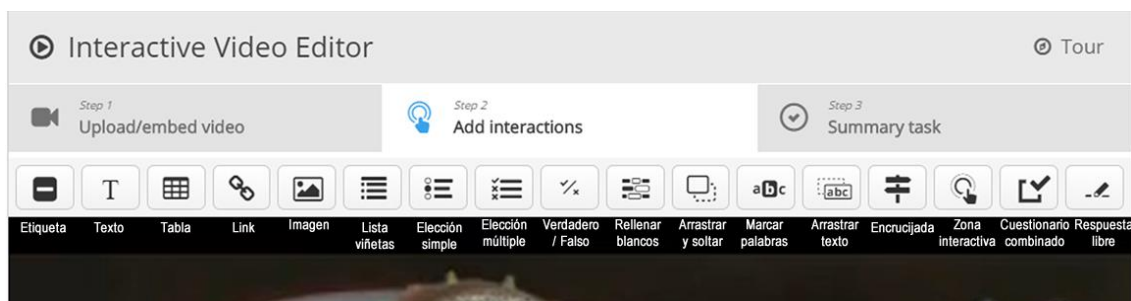 Interactive Video Editor
Tour
Step 1
Upload/embed video
Step 2
Add interactions
Step 3
Summary task
T
abc
abc
Etiqueta
Texto
Tabla
Link
Imagen
Lista
viñetas
Elección
simple
Elección
múltiple
Verdadero
/ Falso
Rellenar
blancos
Arrastrar
y soltar
Marcar
palabras
Arrastrar
texto
Encrucijada
Zona
interactiva
Cuestionario
combinado
Respuesta
libre